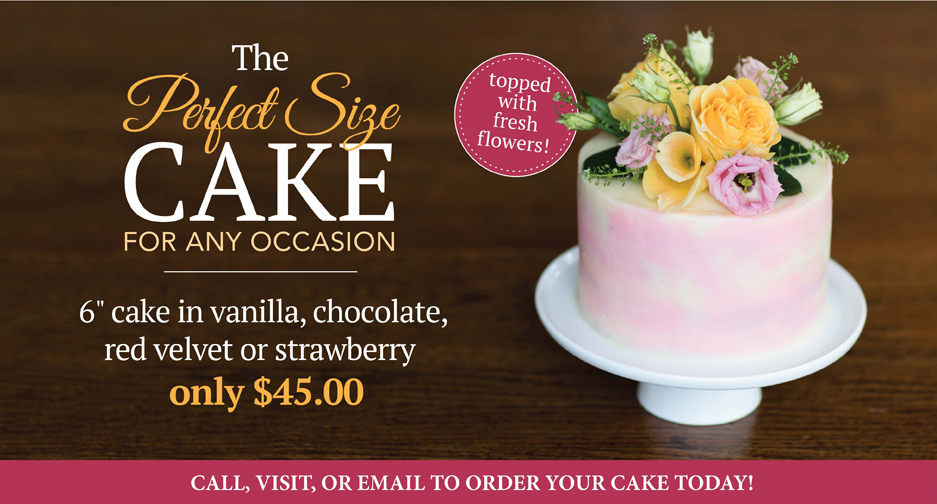 The
Perfect Size
CAKE
FOR ANY OCCASION
6" cake in vanilla, chocolate,
red velvet or strawberry
only $45.00
topped
with
fresh
flowers!
CALL, VISIT, OR EMAIL TO ORDER YOUR CAKE TODAY!